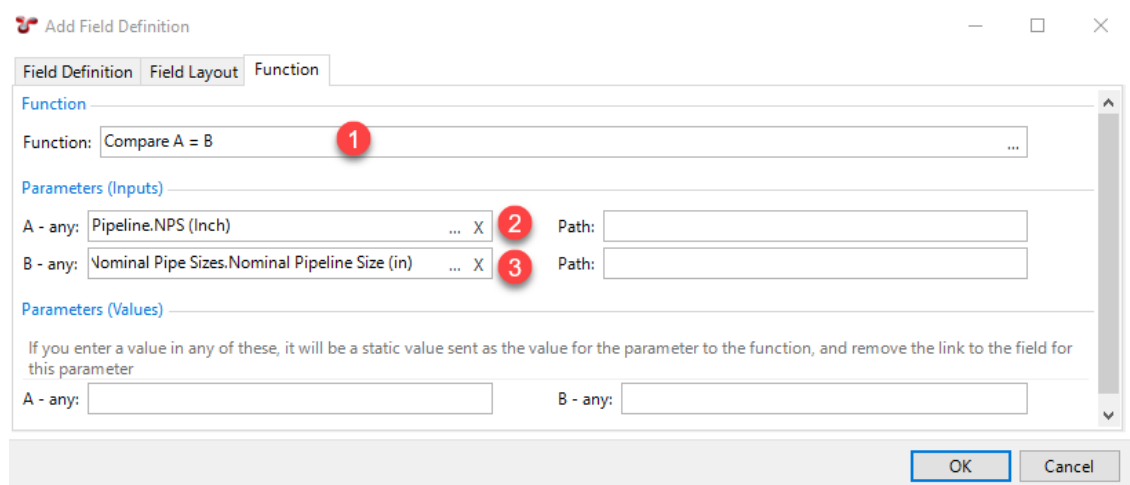 Add Field Definition
Field Definition Field Layout Function
Function
Function: Compare A = B ... 1
Parameters (Inputs)
A - any: Pipeline.NPS (Inch) ... X 2 Path:
B - any: Nominal Pipe Sizes.Nominal Pipeline Size (in) ... X 3 Path:
Parameters (Values)
If you enter a value in any of these, it will be a static value sent as the value for the parameter to the function, and remove the link to the field for
this parameter
A - any: B - any:
OK Cancel